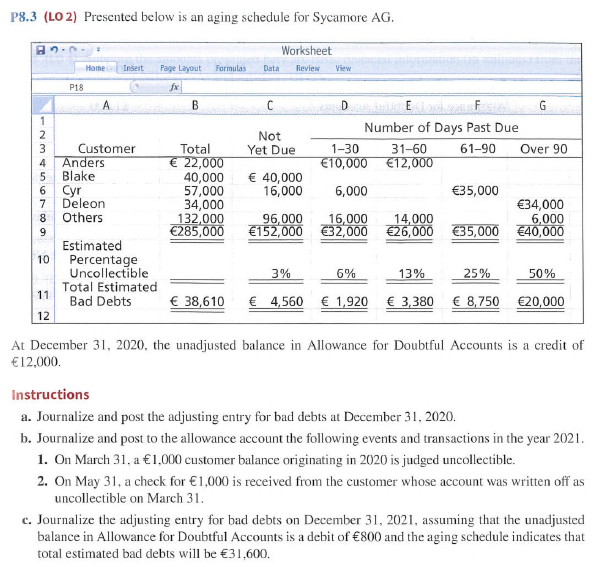 P8.3 (LO 2) Presented below is an aging schedule for Sycamore AG.
Worksheet
Home Insert Page Layout Formulas Data Review View
P18 fx
A B C D E F G
1
2 Not Number of Days Past Due
3 Customer Total Yet Due 1–30 31–60 61–90 Over 90
4 Anders € 22,000 €10,000 €12,000
5 Blake 40,000 € 40,000
6 Cyr 57,000 16,000 6,000 €35,000
7 Deleon 34,000 €34,000
8 Others 132,000 96,000 16,000 14,000 6,000
9 €285,000 €152,000 €32,000 €26,000 €35,000 €40,000
Estimated
10 Percentage
Uncollectible 3% 6% 13% 25% 50%
Total Estimated
11 Bad Debts € 38,610 € 4,560 € 1,920 € 3,380 € 8,750 €20,000
12
At December 31, 2020, the unadjusted balance in Allowance for Doubtful Accounts is a credit of
€12,000.
Instructions
a. Journalize and post the adjusting entry for bad debts at December 31, 2020.
b. Journalize and post to the allowance account the following events and transactions in the year 2021.
1. On March 31, a €1,000 customer balance originating in 2020 is judged uncollectible.
2. On May 31, a check for €1,000 is received from the customer whose account was written off as
uncollectible on March 31.
c. Journalize the adjusting entry for bad debts on December 31, 2021, assuming that the unadjusted
balance in Allowance for Doubtful Accounts is a debit of €800 and the aging schedule indicates that
total estimated bad debts will be €31,600.